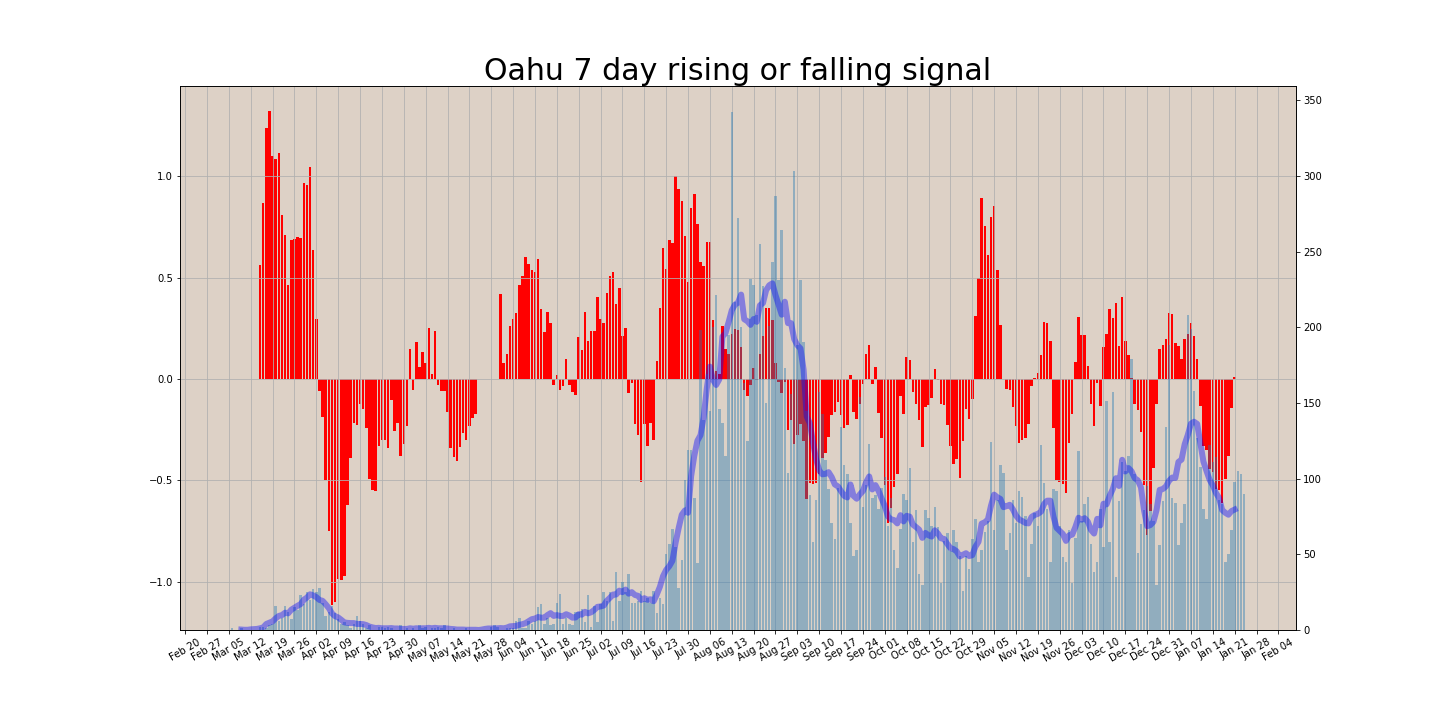 Oahu 7 day rising or falling signal
1.0
0.5
0.0
−0.5
−1.0
350
300
250
200
150
100
50
0
Feb 20
Feb 27
Mar 05
Mar 12
Mar 19
Mar 26
Apr 02
Apr 09
Apr 16
Apr 23
Apr 30
May 07
May 14
May 21
May 28
Jun 04
Jun 11
Jun 18
Jun 25
Jul 02
Jul 09
Jul 16
Jul 23
Jul 30
Aug 06
Aug 13
Aug 20
Aug 27
Sep 03
Sep 10
Sep 17
Sep 24
Oct 01
Oct 08
Oct 15
Oct 22
Oct 29
Nov 05
Nov 12
Nov 19
Nov 26
Dec 03
Dec 10
Dec 17
Dec 24
Dec 31
Jan 07
Jan 14
Jan 21
Jan 28
Feb 04